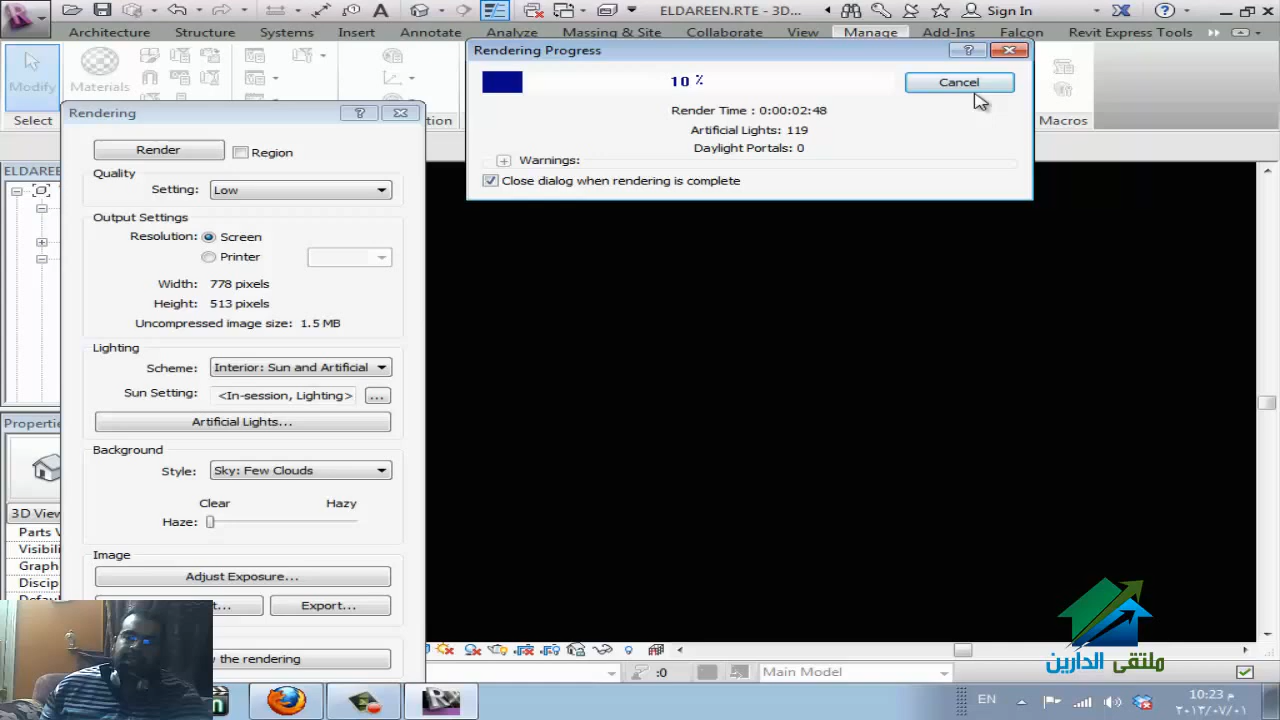 ELDAREEN.RTE - 3D...
Sign In
Architecture Structure Systems Insert Annotate Analyze Massing & Site Collaborate View Manage Add-Ins Falcon Revit Express Tools
Modify
Materials
Select
Macros
Rendering Progress
10 %
Cancel
Render Time : 0:00:02:48
Artificial Lights: 119
Daylight Portals: 0
Warnings:
Close dialog when rendering is complete
Rendering
Render
Region
Quality
Setting: Low
Output Settings
Resolution: Screen
Printer
Width: 778 pixels
Height: 513 pixels
Uncompressed image size: 1.5 MB
Lighting
Scheme: Interior: Sun and Artificial
Sun Setting: <In-session, Lighting> ...
Artificial Lights...
Background
Style: Sky: Few Clouds
Clear Hazy
Haze:
Image
Adjust Exposure...
Export...
the rendering
ELDAREEN
Properti
3D View
Parts V
Visibili
Graph
Discip
Defau
:0
Main Model
ملتقى الدارين
EN
10:23 م
٢٠١٣/٠٧/٠١